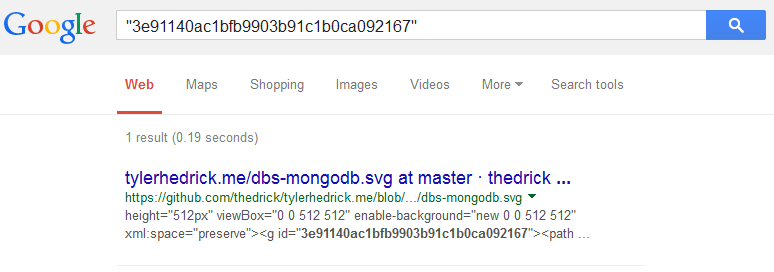 Google "3e91140ac1bfb9903b91c1b0ca092167"
Web Maps Shopping Images Videos More Search tools
1 result (0.19 seconds)
tylerhedrick.me/dbs-mongodb.svg at master · thedrick ...
https://github.com/thedrick/tylerhedrick.me/blob/.../dbs-mongodb.svg
height="512px" viewBox="0 0 512 512" enable-background="new 0 0 512 512"
xml:space="preserve"><g id="3e91140ac1bfb9903b91c1b0ca092167"><path ...